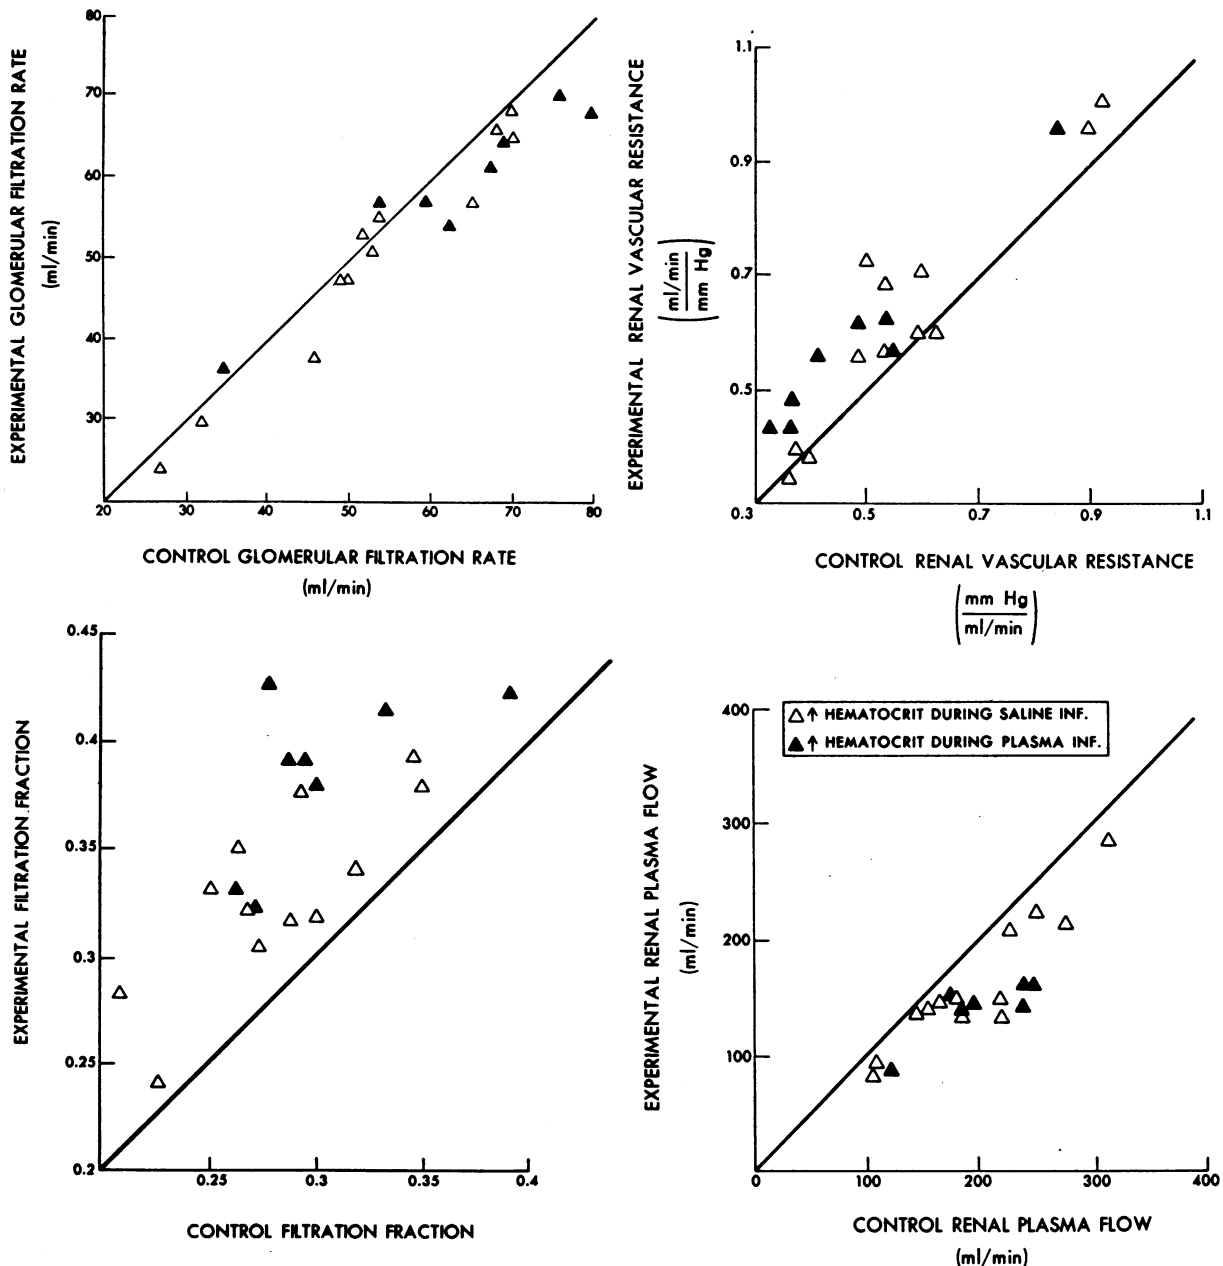 EXPERIMENTAL GLOMERULAR FILTRATION RATE
(ml/min)
80
70
60
50
40
30
20
30
40
50
60
70
80
CONTROL GLOMERULAR FILTRATION RATE
(ml/min)
EXPERIMENTAL RENAL VASCULAR RESISTANCE
(ml/min
mm Hg)
1.1
0.9
0.7
0.5
0.3
0.5
0.7
0.9
1.1
CONTROL RENAL VASCULAR RESISTANCE
(mm Hg
ml/min)
EXPERIMENTAL FILTRATION FRACTION
0.45
0.4
0.35
0.3
0.25
0.2
0.25
0.3
0.35
0.4
CONTROL FILTRATION FRACTION
EXPERIMENTAL RENAL PLASMA FLOW
(ml/min)
△↑ HEMATOCRIT DURING SALINE INF.
▲↑ HEMATOCRIT DURING PLASMA INF.
400
300
200
100
0
100
200
300
400
CONTROL RENAL PLASMA FLOW
(ml/min)